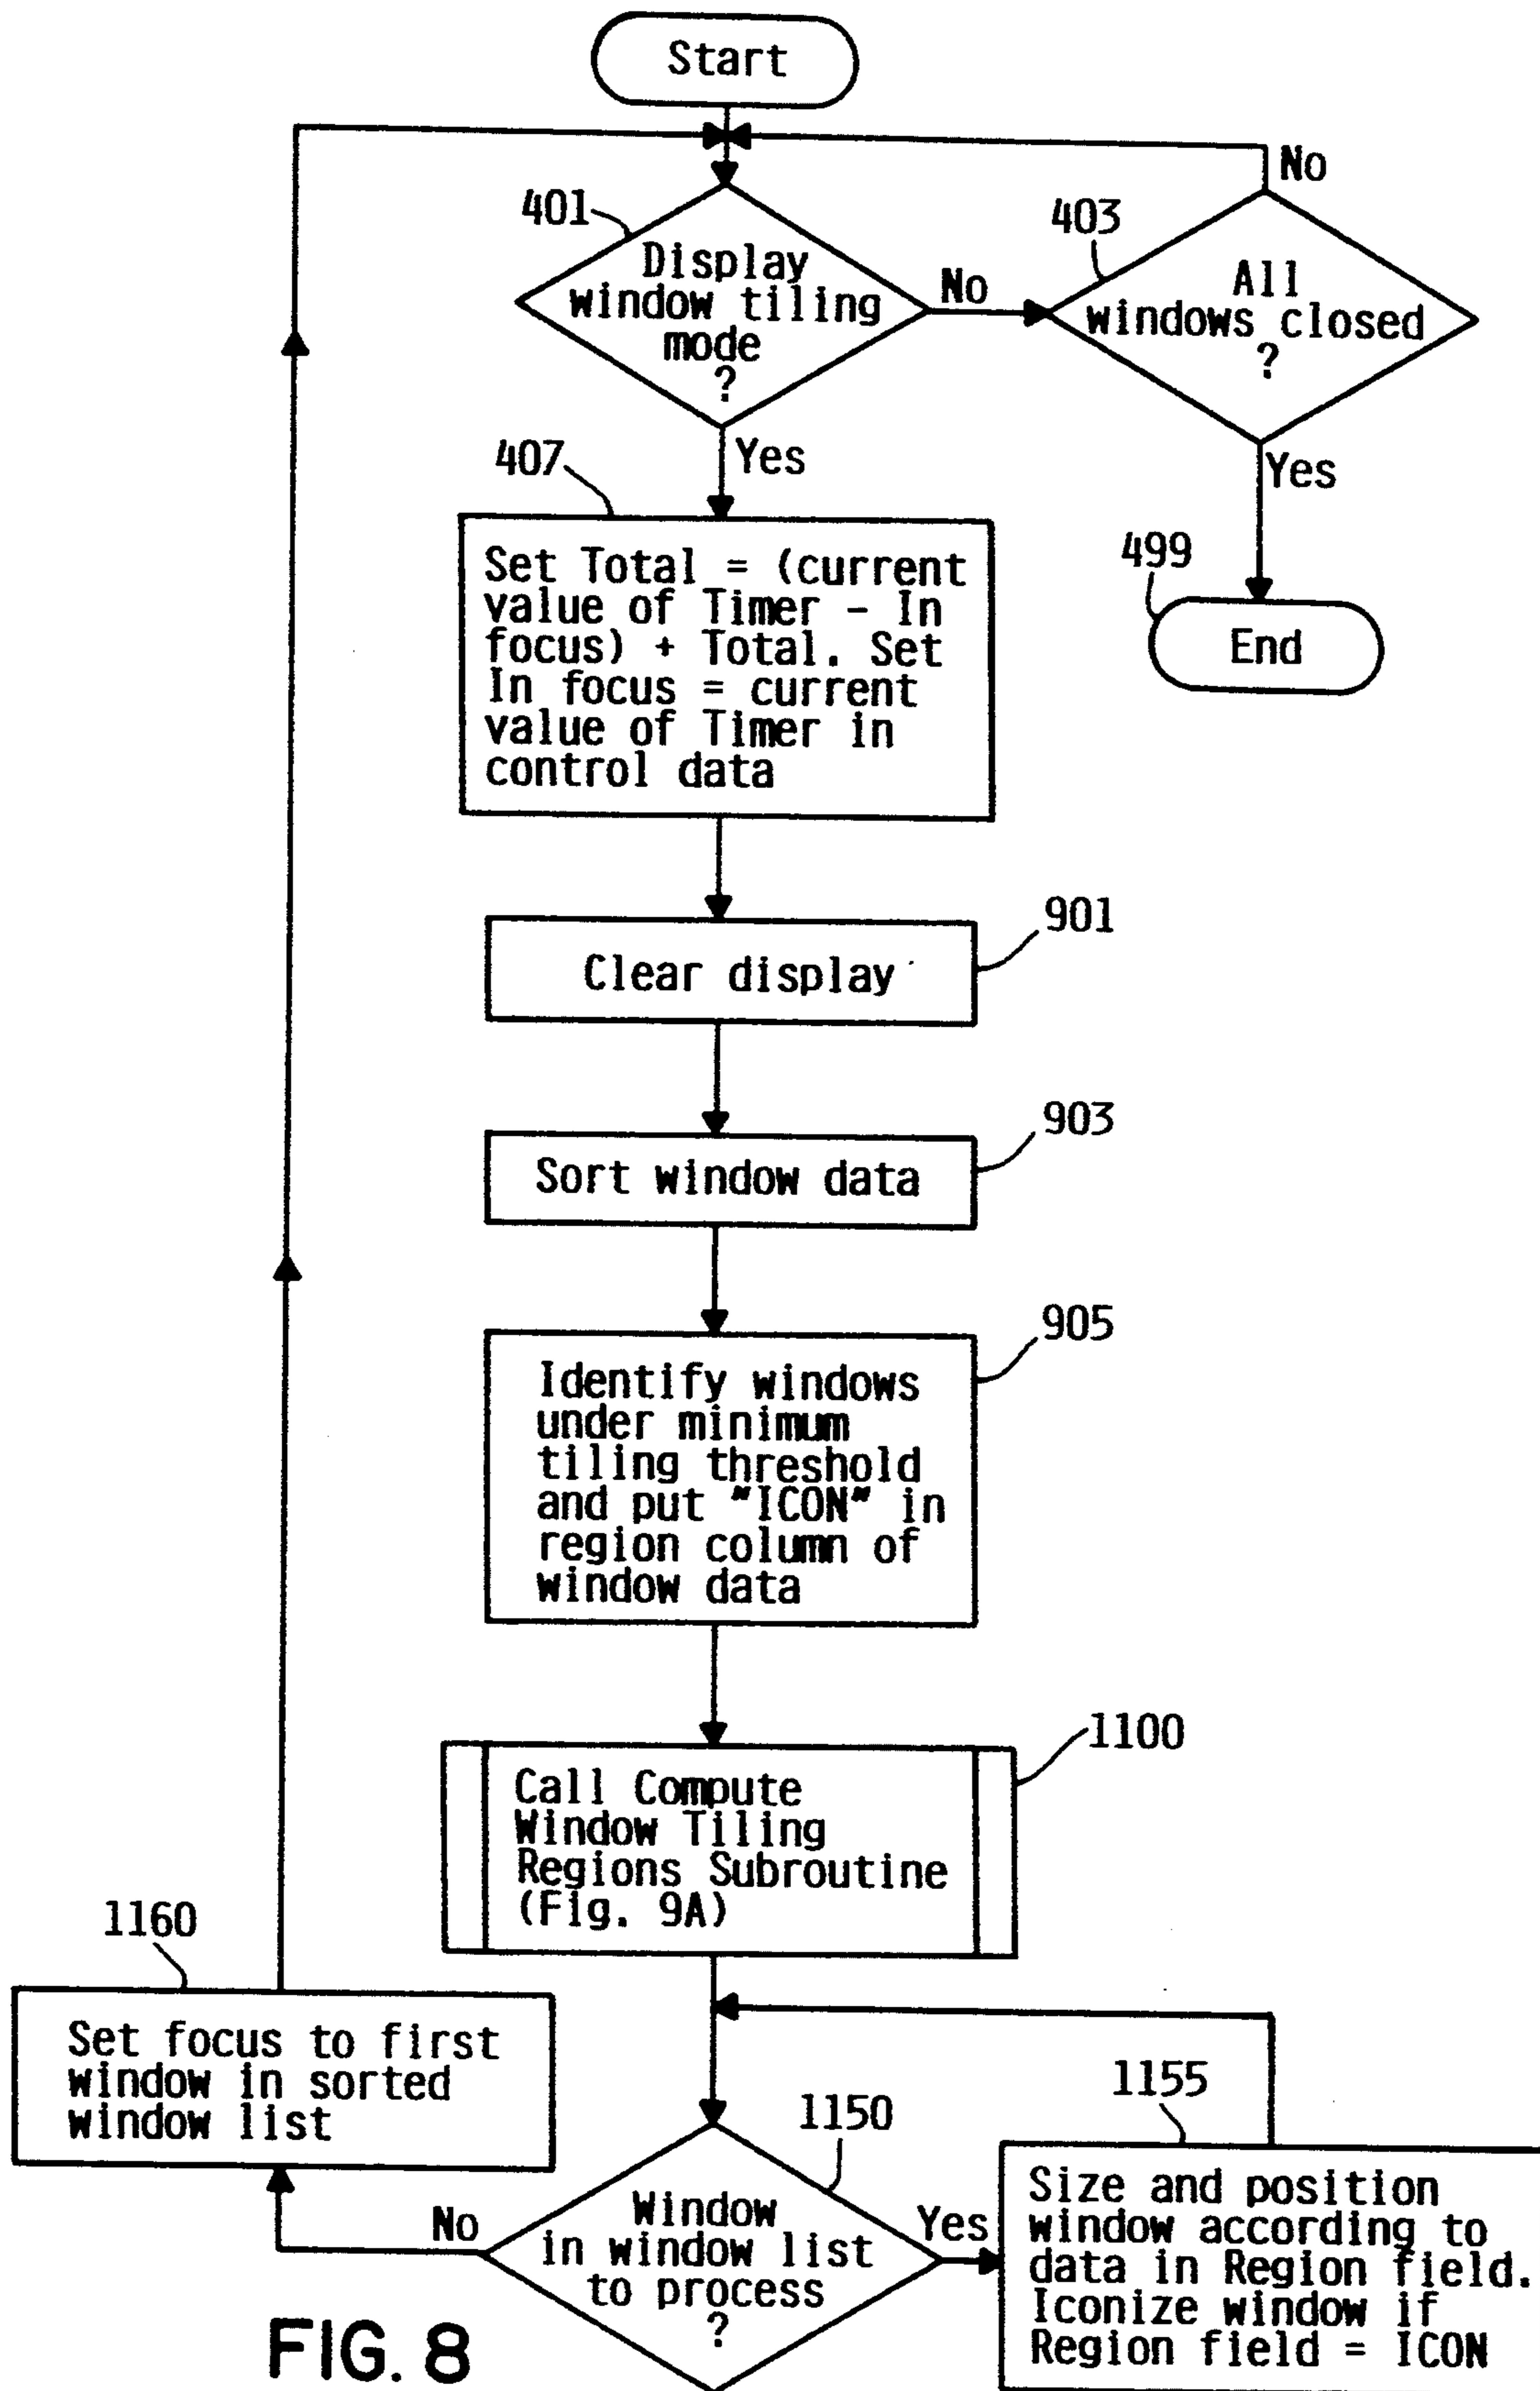 Start
No
401
403
Display
window tiling
mode
?
No
All
windows closed
?
407
Yes
Yes
Set Total = (current
value of Timer - In
focus) + Total. Set
In focus = current
value of Timer in
control data
499
End
901
Clear display
903
Sort window data
905
Identify windows
under minimum
tiling threshold
and put "ICON" in
region column of
window data
1100
Call Compute
Window Tiling
Regions Subroutine
(Fig. 9A)
1160
Set focus to first
window in sorted
window list
1155
1150
No
Window
in window list
to process
?
Yes
Size and position
window according to
data in Region field.
Iconize window if
Region field = ICON
FIG. 8